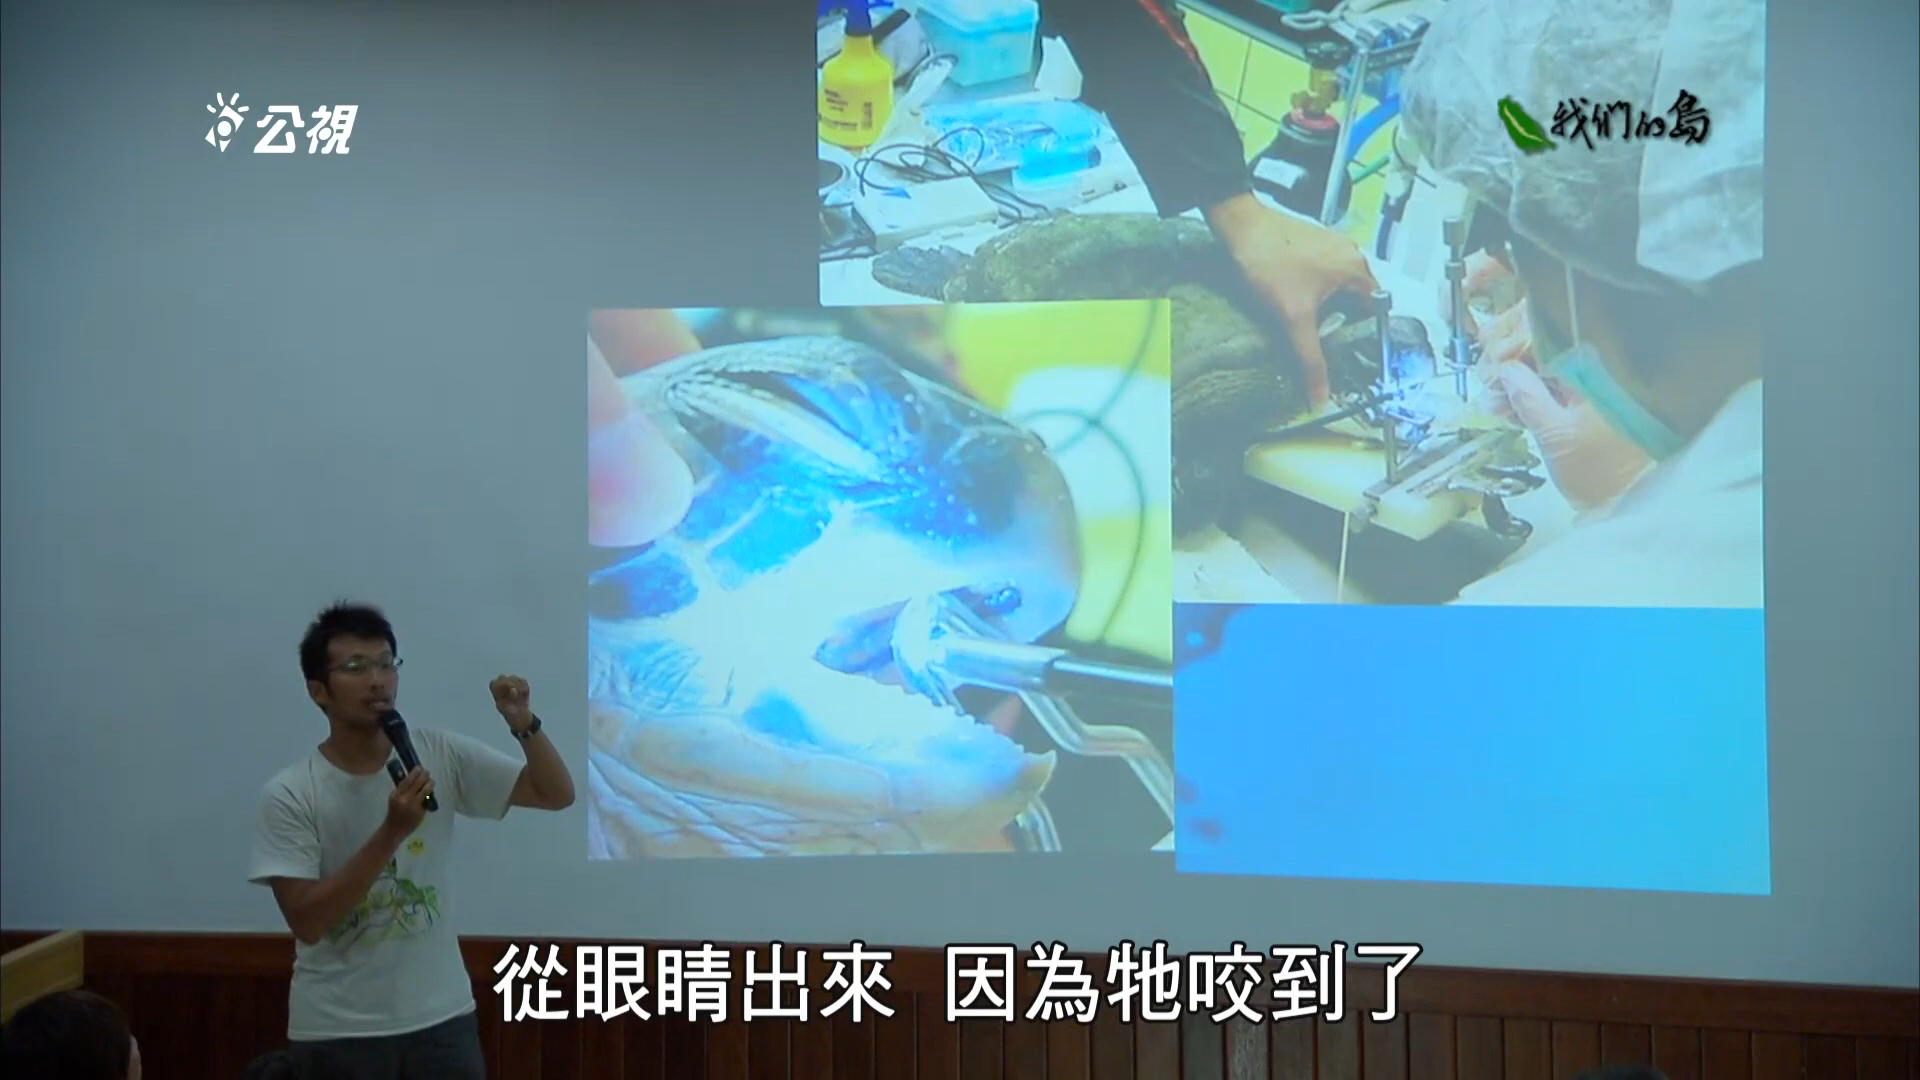 公視
我們的島
從眼睛出來 因為牠咬到了